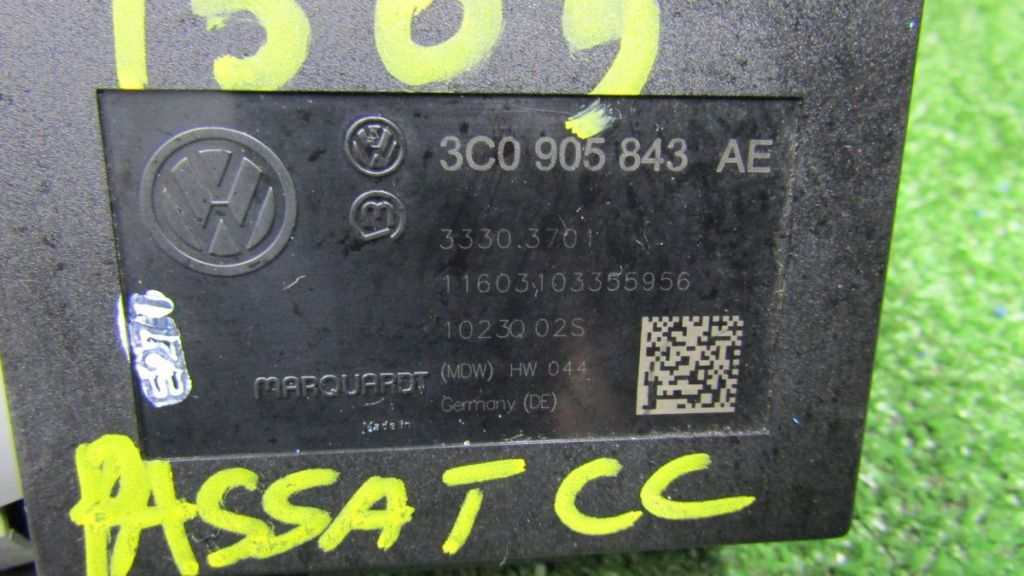 1509
3C0 905 843 AE
3330.3701
11603103355956
1023Q 02S
(MDW) HW 044
MARQUARDT
Germany (DE)
Made in
PASSAT CC